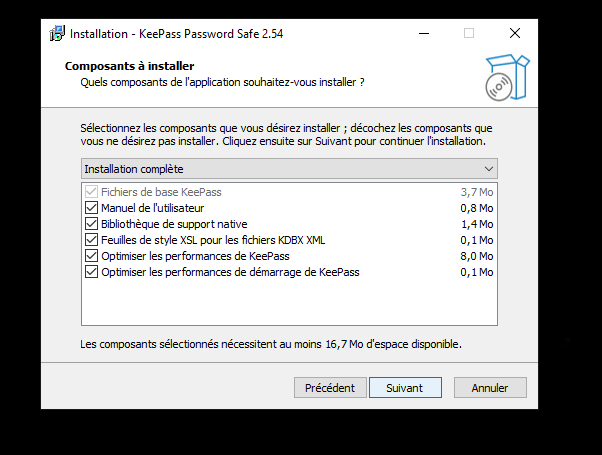 Installation - KeePass Password Safe 2.54
Composants à installer
Quels composants de l'application souhaitez-vous installer ?
Sélectionnez les composants que vous désirez installer ; décochez les composants que
vous ne désirez pas installer. Cliquez ensuite sur Suivant pour continuer l'installation.
Installation complète
Fichiers de base KeePass 3,7 Mo
Manuel de l'utilisateur 0,8 Mo
Bibliothèque de support native 1,4 Mo
Feuilles de style XSL pour les fichiers KDBX XML 0,1 Mo
Optimiser les performances de KeePass 8,0 Mo
Optimiser les performances de démarrage de KeePass 0,1 Mo
Les composants sélectionnés nécessitent au moins 16,7 Mo d'espace disponible.
Précédent Suivant Annuler